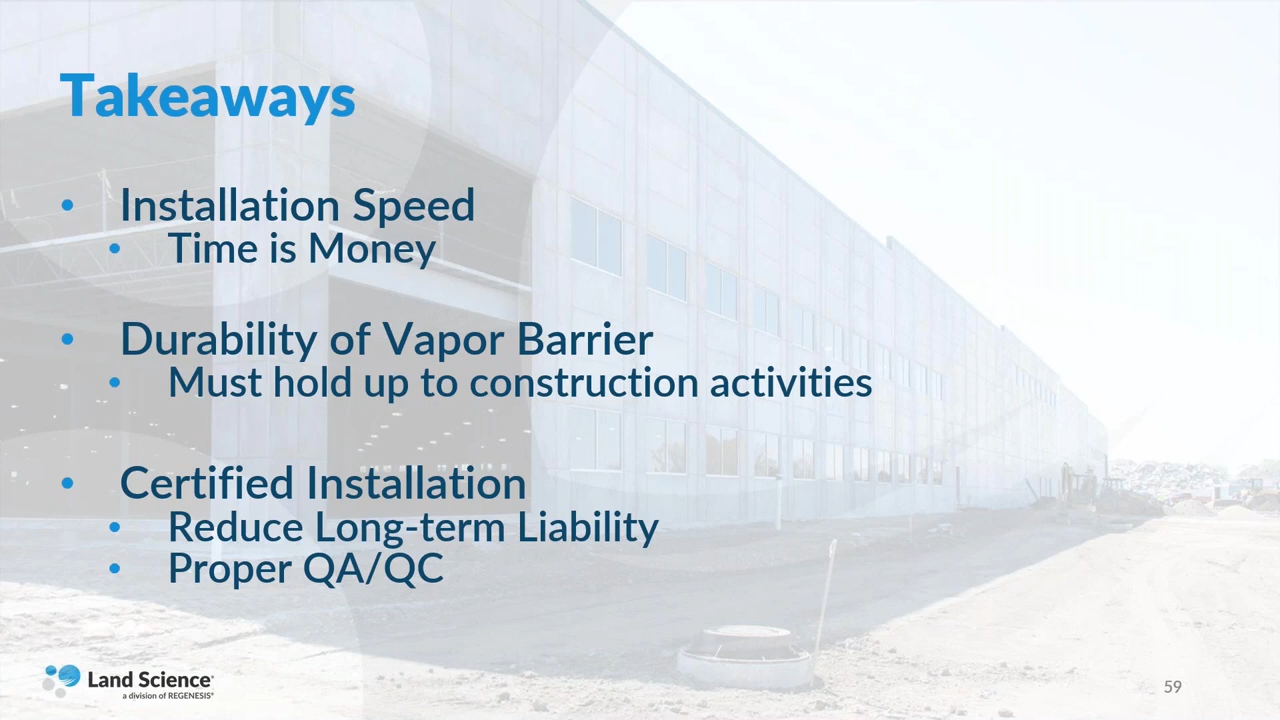 Takeaways
• Installation Speed
• Time is Money
• Durability of Vapor Barrier
• Must hold up to construction activities
• Certified Installation
• Reduce Long-term Liability
• Proper QA/QC
Land Science®
a division of REGENESIS®
59